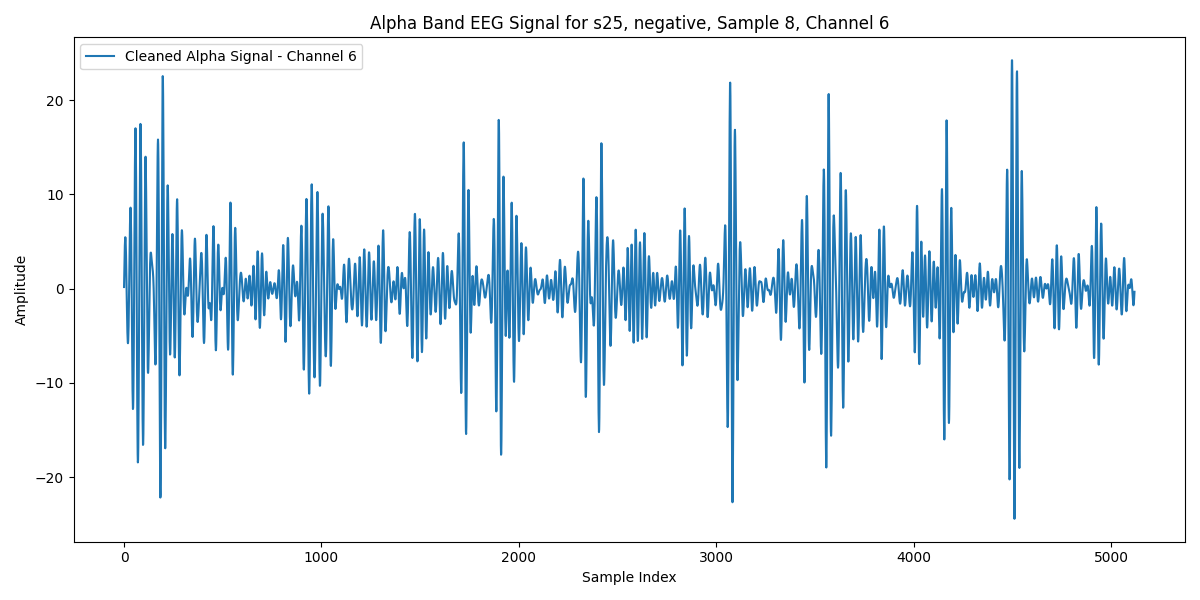 Alpha Band EEG Signal for s25, negative, Sample 8, Channel 6
Cleaned Alpha Signal - Channel 6
Amplitude
20
10
0
−10
−20
0 1000 2000 3000 4000 5000
Sample Index